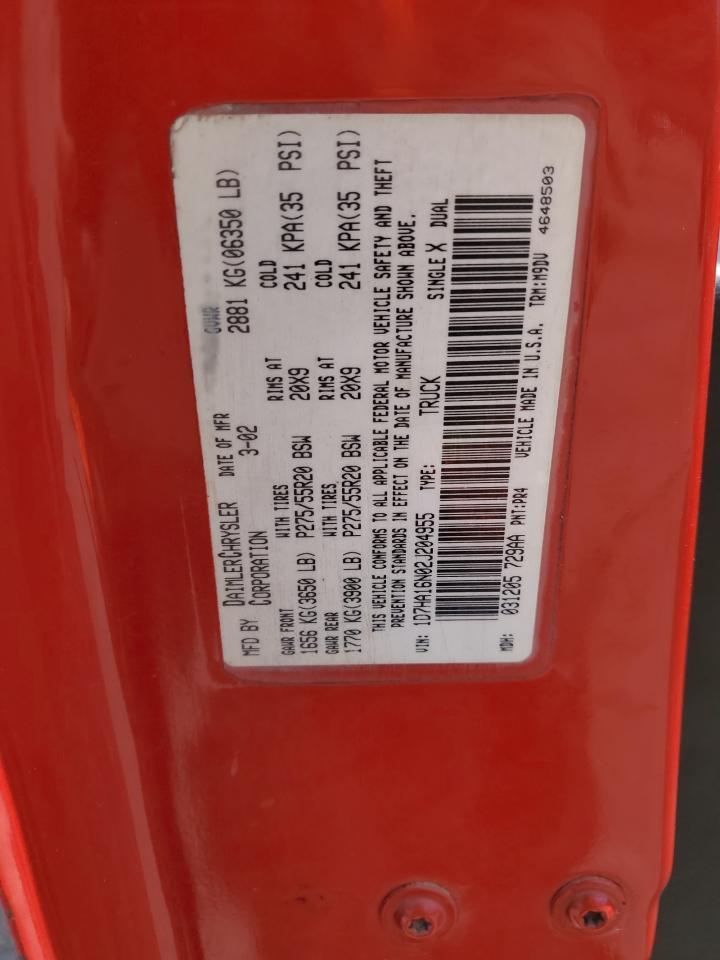 MFD BY DAIMLERCHRYSLER CORPORATION DATE OF MFR 3-02 GVWR 2881 KG(06350 LB)
GAWR FRONT WITH TIRES RIMS AT COLD
1656 KG(3650 LB) P275/55R20 BSW 20X9 241 KPA(35 PSI)
GAWR REAR WITH TIRES RIMS AT COLD
1770 KG(3900 LB) P275/55R20 BSW 20X9 241 KPA(35 PSI)
THIS VEHICLE CONFORMS TO ALL APPLICABLE FEDERAL MOTOR VEHICLE SAFETY AND THEFT
PREVENTION STANDARDS IN EFFECT ON THE DATE OF MANUFACTURE SHOWN ABOVE.
VIN: 1D7HA16N02J204955 TYPE: TRUCK SINGLE X DUAL
MDH: 031205 729AA PNT:PR4 VEHICLE MADE IN U.S.A. TRM:M9DV 4648503